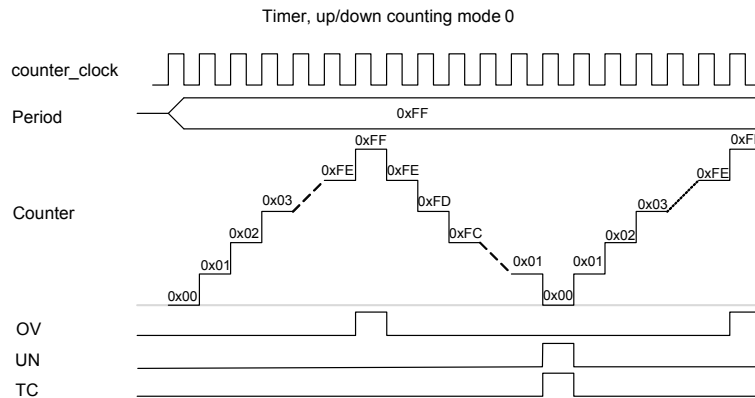 Timer, up/down counting mode 0
counter_clock
Period
0xFF
Counter
0x00
0x01
0x02
0x03
0xFE
0xFF
0xFE
0xFD
0xFC
0x01
0x00
0x01
0x02
0x03
0xFE
OV
UN
TC